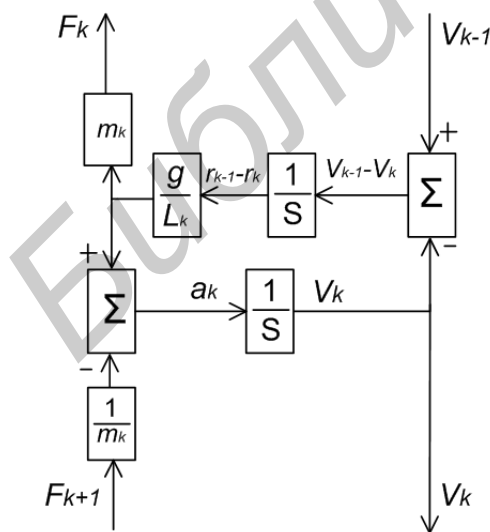 Fk
Vk-1
mk
+
g
Lk
rk-1-rk
1
S
Vk-1-Vk
Σ
+
–
Σ
ak
1
S
Vk
–
1
mk
Fk+1
Vk
Библи